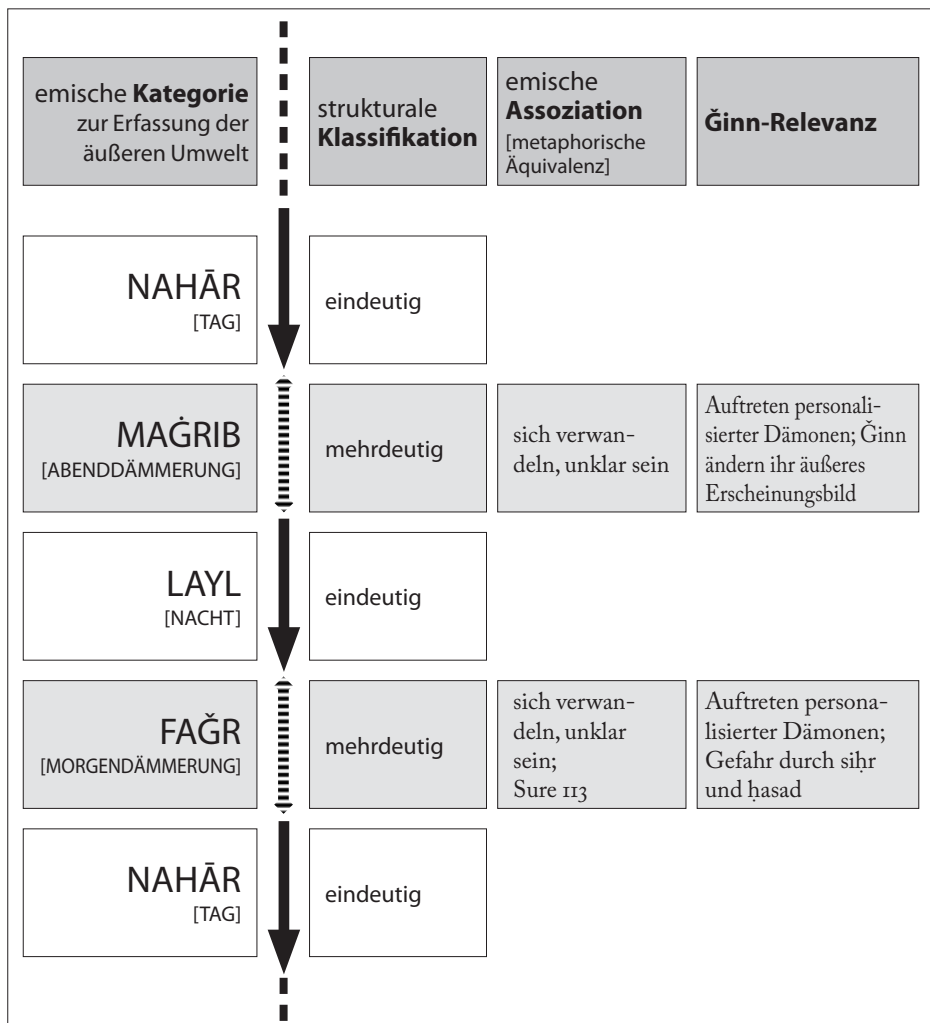 emische Kategorie
zur Erfassung der
äußeren Umwelt
strukturale
Klassifikation
emische
Assoziation
[metaphorische
Äquivalenz]
Ǧinn-Relevanz
NAHĀR
[TAG]
eindeutig
MAĠRIB
[ABENDDÄMMERUNG]
mehrdeutig
sich verwan-
deln, unklar sein
Auftreten personali-
sierter Dämonen; Ǧinn
ändern ihr äußeres
Erscheinungsbild
LAYL
[NACHT]
eindeutig
FAǦR
[MORGENDÄMMERUNG]
mehrdeutig
sich verwan-
deln, unklar
sein;
Sure 113
Auftreten persona-
lisierter Dämonen;
Gefahr durch siḥr
und ḥasad
NAHĀR
[TAG]
eindeutig